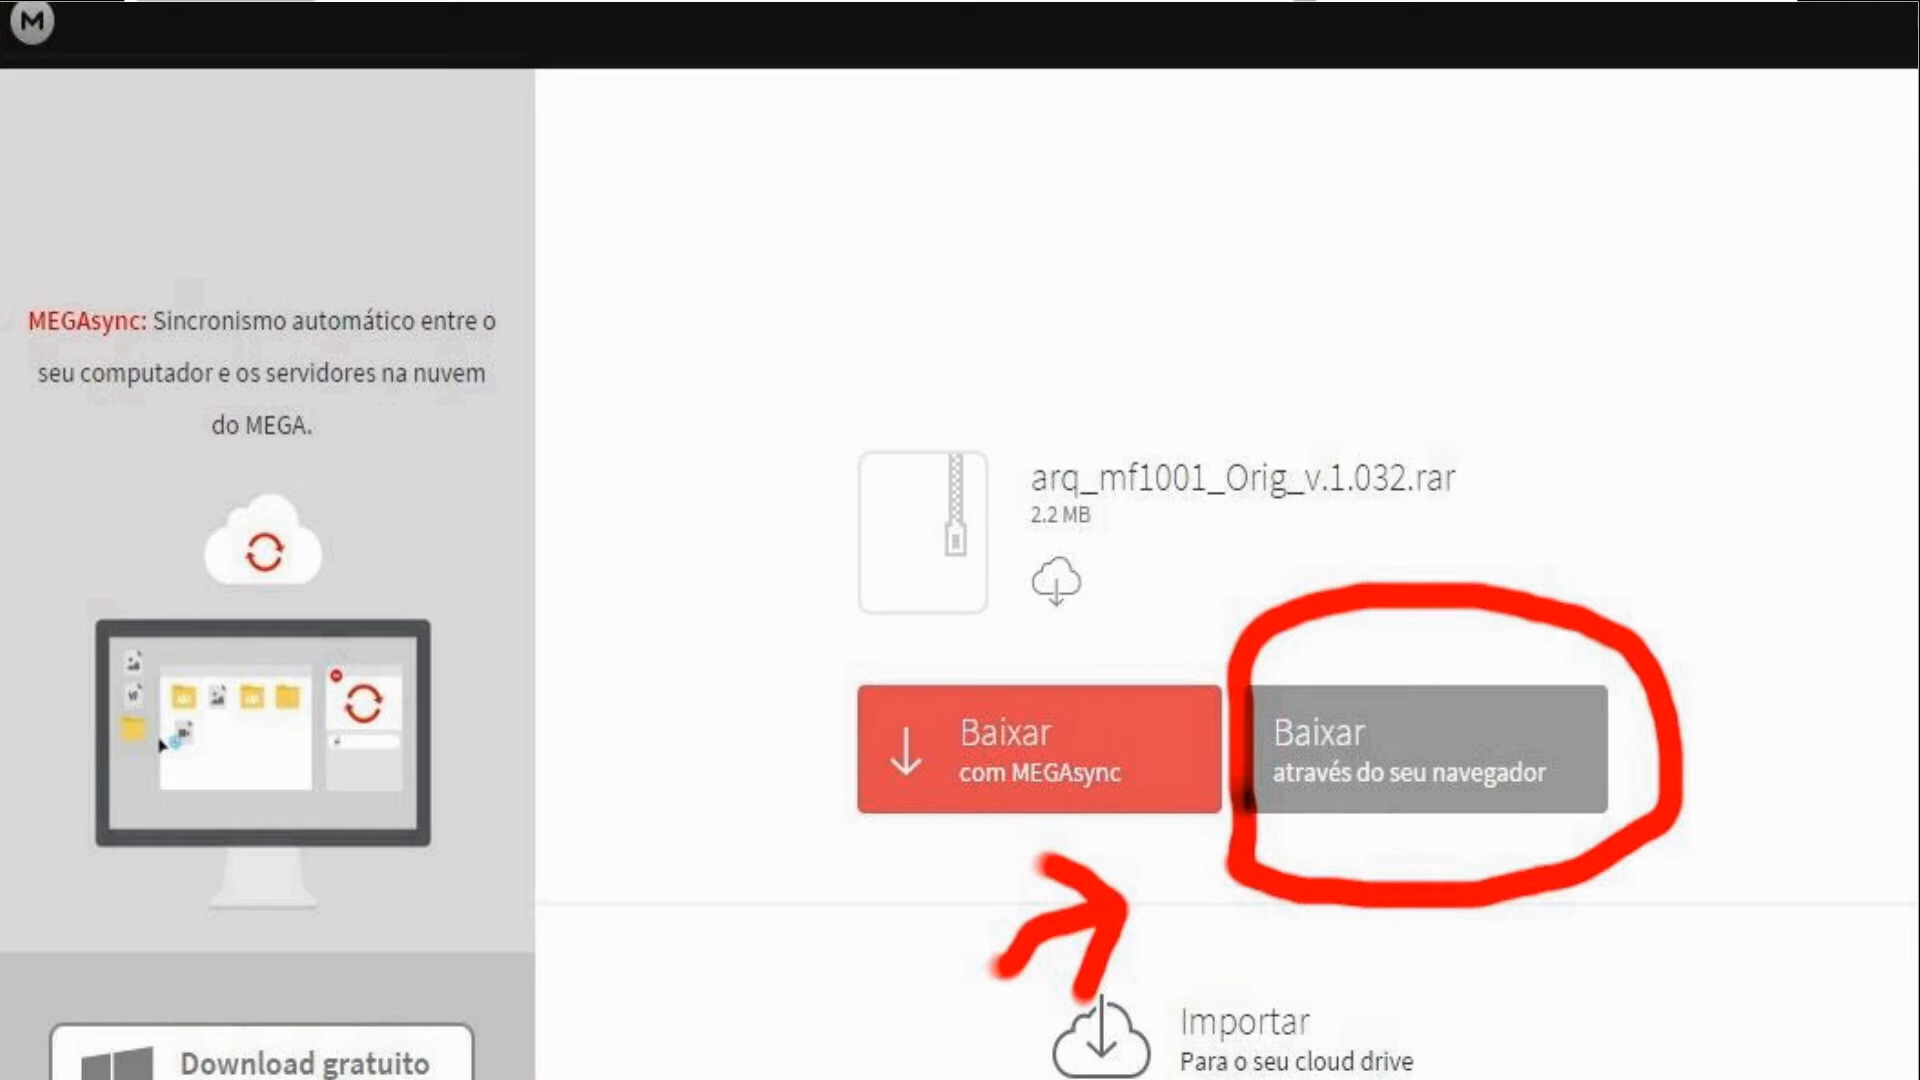 M
MEGAsync: Sincronismo automático entre o
seu computador e os servidores na nuvem
do MEGA.
W
Download gratuito
arq_mf1001_Orig_v.1.032.rar
2.2 MB
Baixar
com MEGAsync
Baixar
através do seu navegador
Importar
Para o seu cloud drive